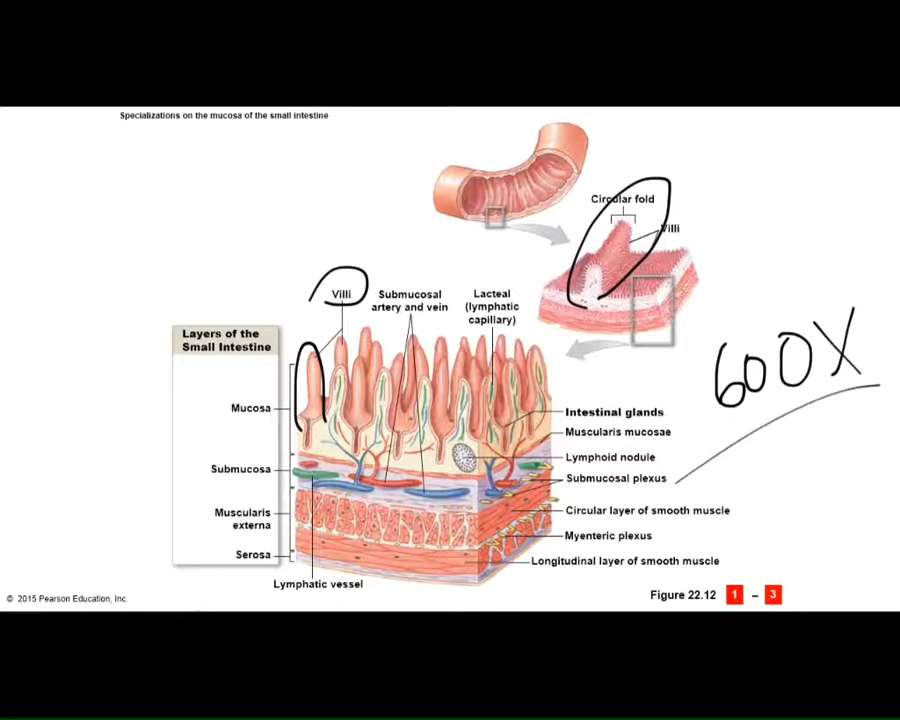 Specializations on the mucosa of the small intestine
Circular fold
Villi
Villi
Submucosal
artery and vein
Lacteal
(lymphatic
capillary)
Layers of the
Small Intestine
600X
Mucosa
Intestinal glands
Muscularis mucosae
Lymphoid nodule
Submucosa
Submucosal plexus
Muscularis
externa
Circular layer of smooth muscle
Myenteric plexus
Serosa
Longitudinal layer of smooth muscle
Lymphatic vessel
© 2015 Pearson Education, Inc.
Figure 22.12 1 – 3